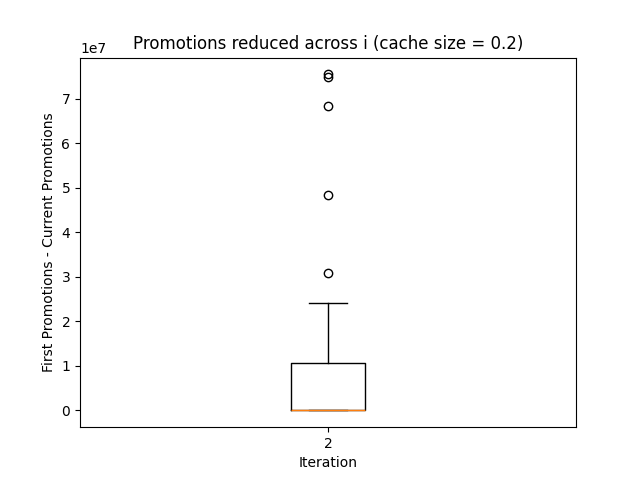 Promotions reduced across i (cache size = 0.2)
1e7
7
6
5
4
3
2
1
0
First Promotions - Current Promotions
2
Iteration